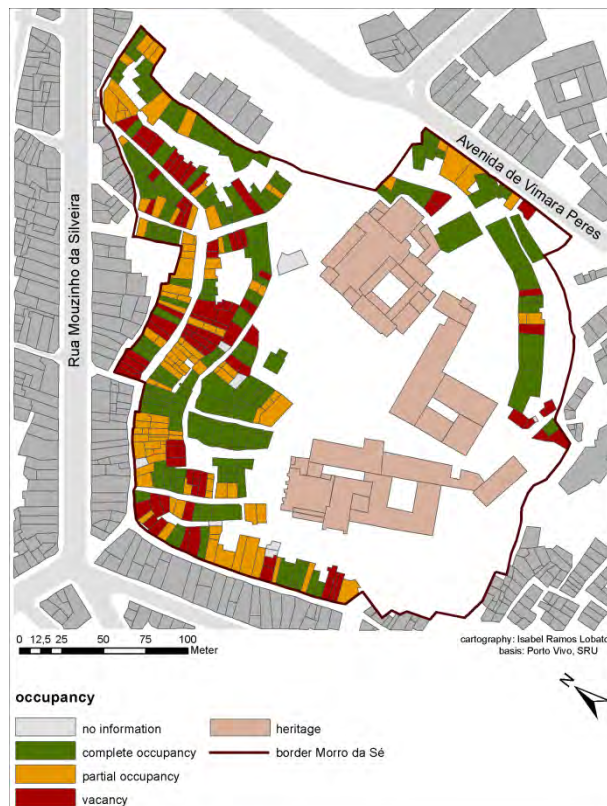 Avenida de Vimara Peres
Rua Mouzinho da Silveira
0 12,5 25 50 75 100
Meter
cartography: Isabel Ramos Lobato
basis: Porto Vivo, SRU
N
occupancy
no information
complete occupancy
partial occupancy
vacancy
heritage
border Morro da Sé